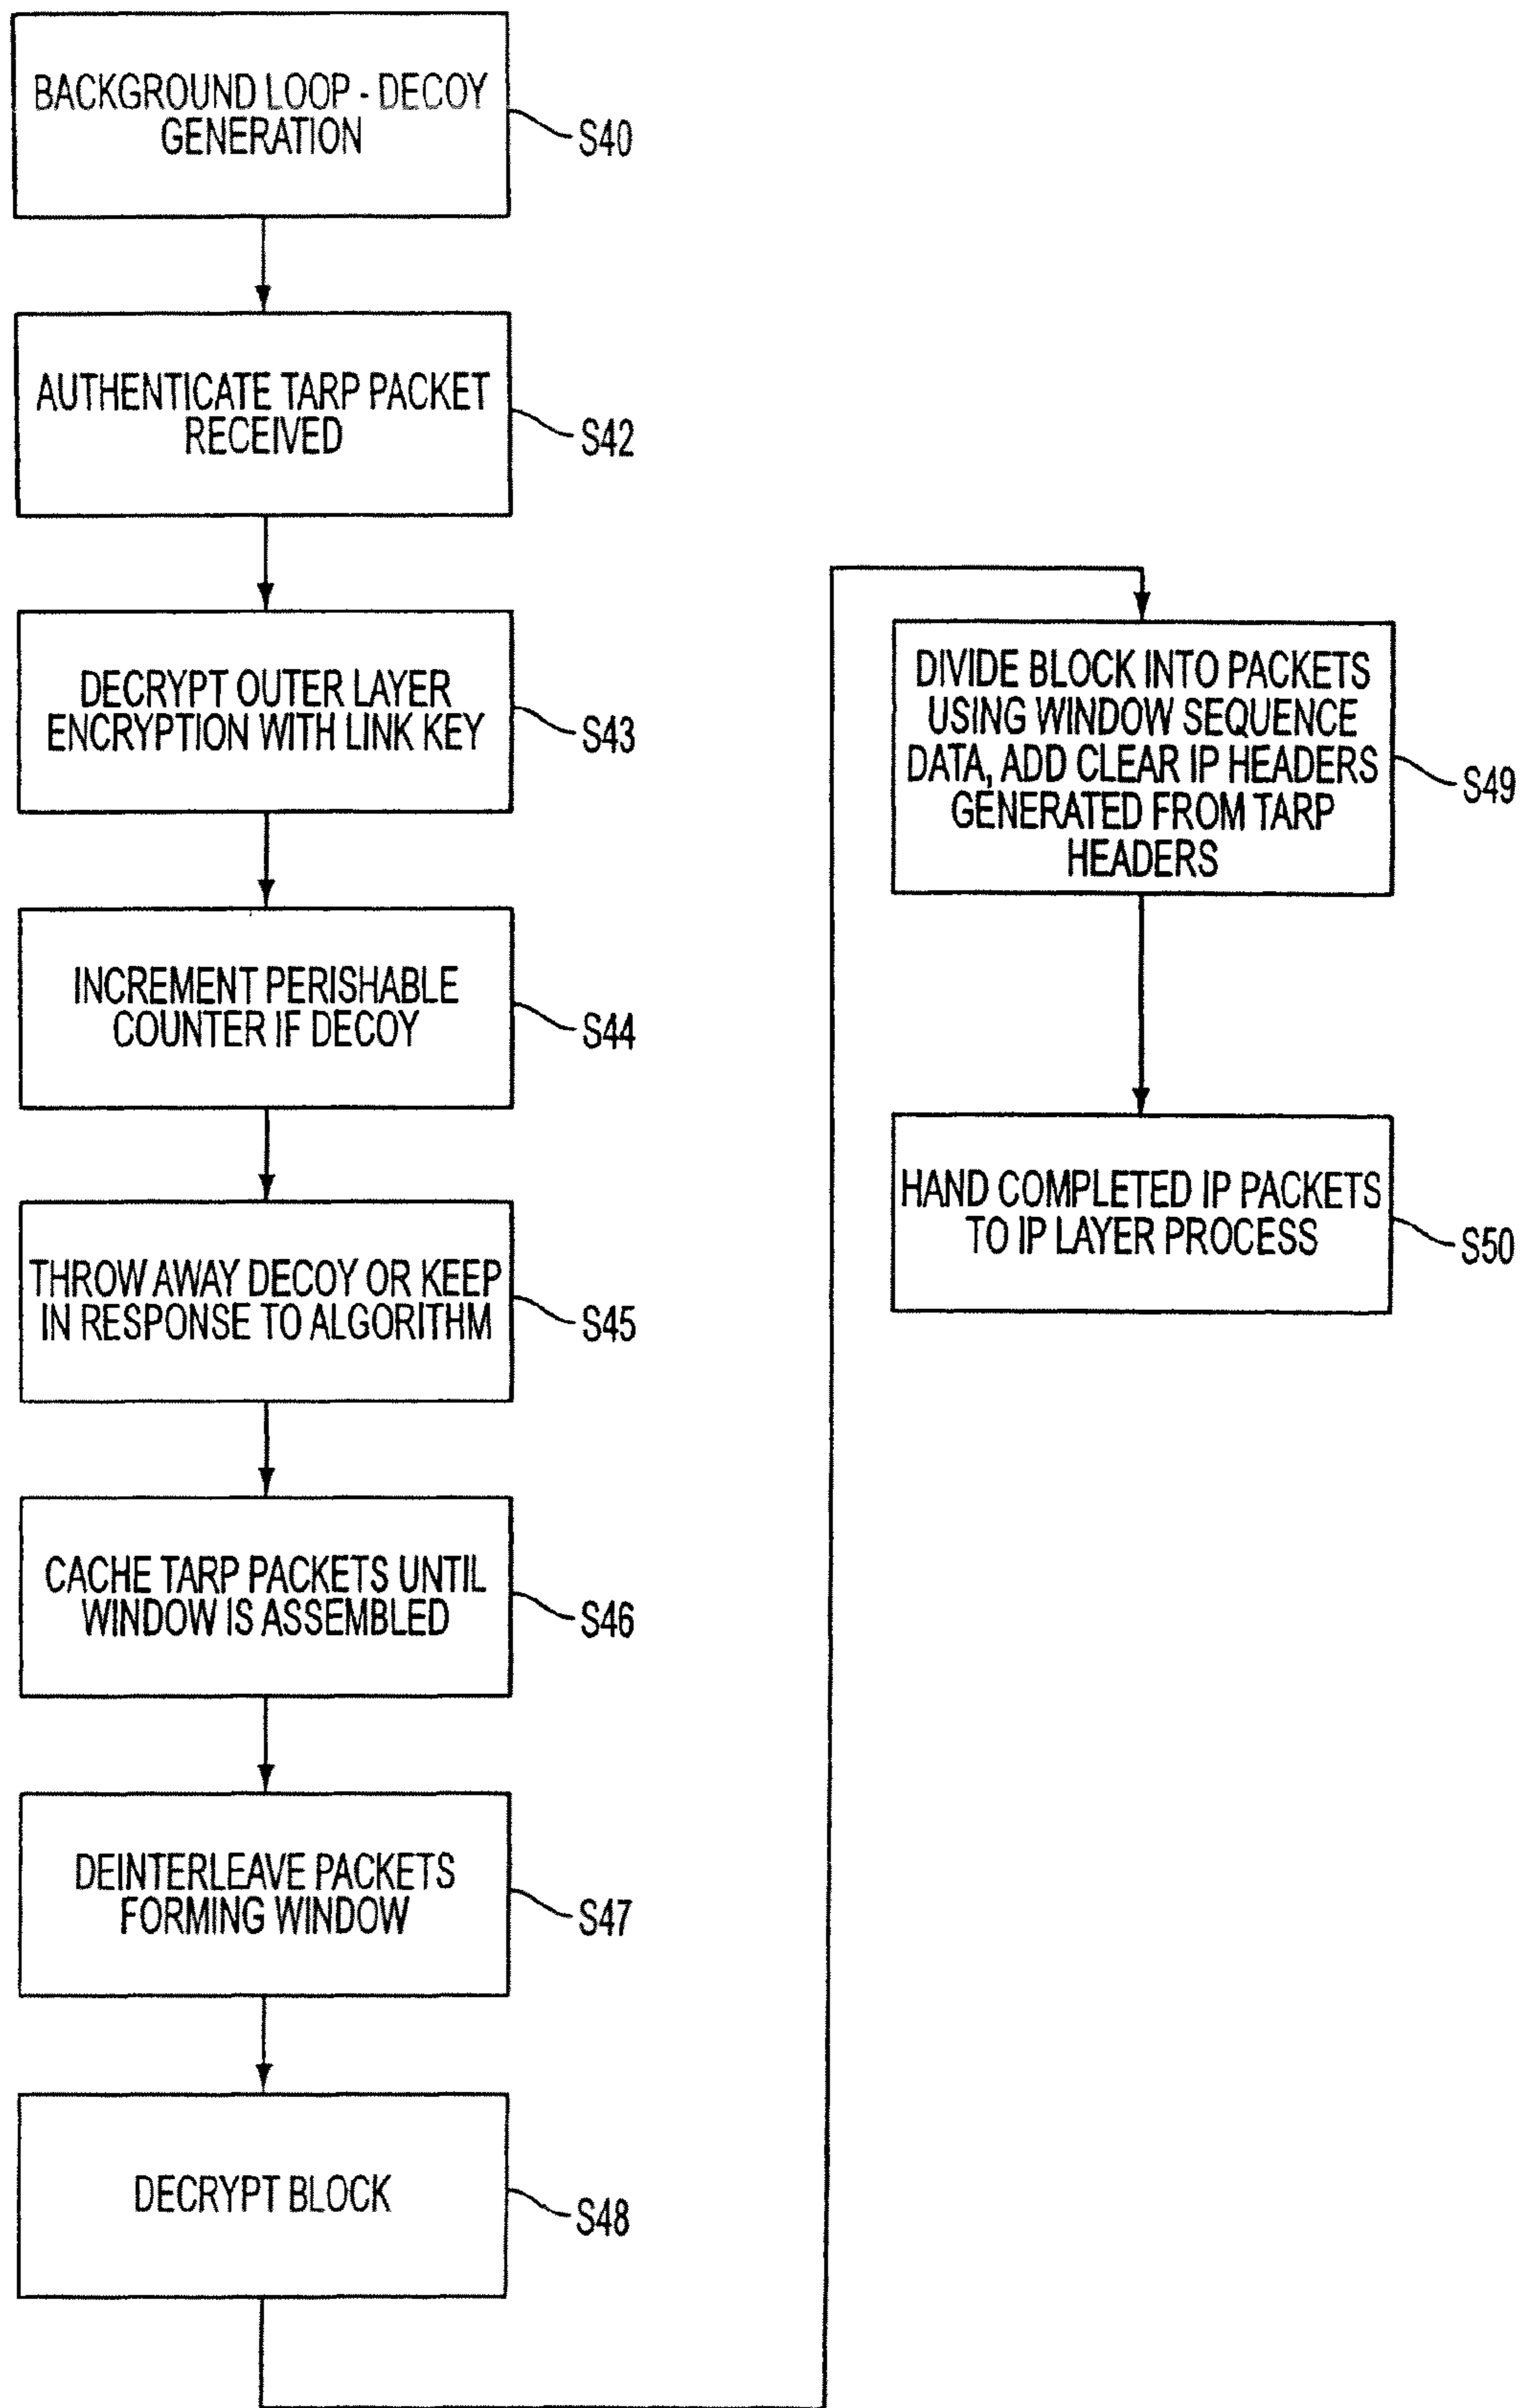 BACKGROUND LOOP - DECOY
GENERATION
S40
AUTHENTICATE TARP PACKET
RECEIVED
S42
DECRYPT OUTER LAYER
ENCRYPTION WITH LINK KEY
S43
INCREMENT PERISHABLE
COUNTER IF DECOY
S44
THROW AWAY DECOY OR KEEP
IN RESPONSE TO ALGORITHM
S45
CACHE TARP PACKETS UNTIL
WINDOW IS ASSEMBLED
S46
DEINTERLEAVE PACKETS
FORMING WINDOW
S47
DECRYPT BLOCK
S48
DIVIDE BLOCK INTO PACKETS
USING WINDOW SEQUENCE
DATA, ADD CLEAR IP HEADERS
GENERATED FROM TARP
HEADERS
S49
HAND COMPLETED IP PACKETS
TO IP LAYER PROCESS
S50